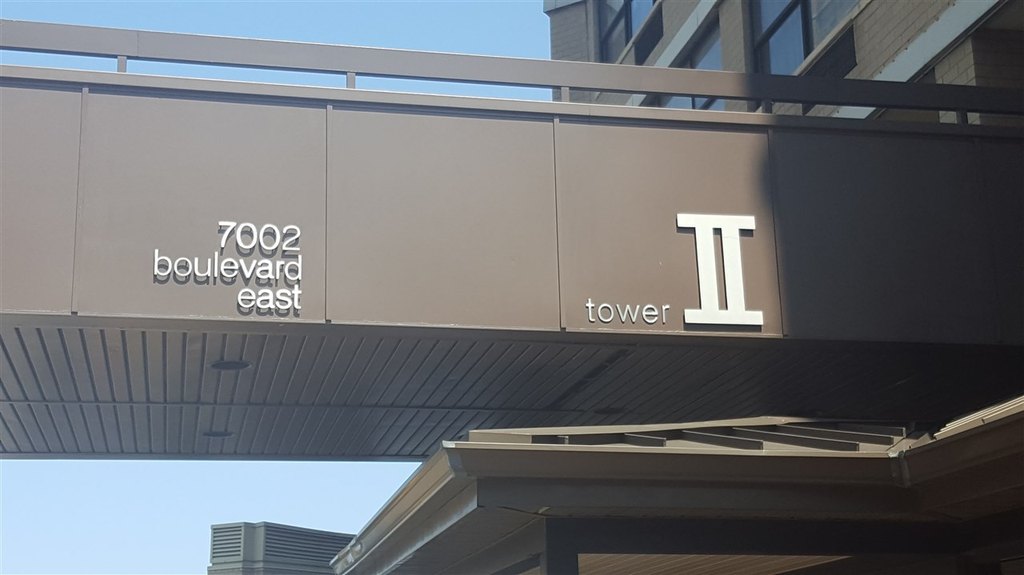 7002
boulevard
east
tower II